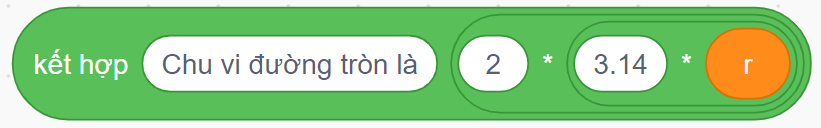 kết hợp Chu vi đường tròn là 2 * 3.14 * r